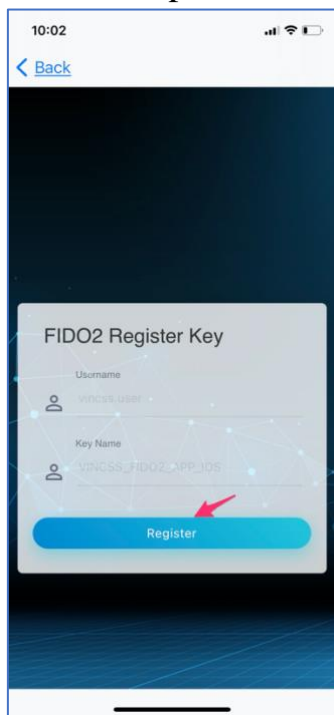 10:02
Back
FIDO2 Register Key
Username
vincss.user
Key Name
VINCSS_FIDO2_APP_IOS
Register